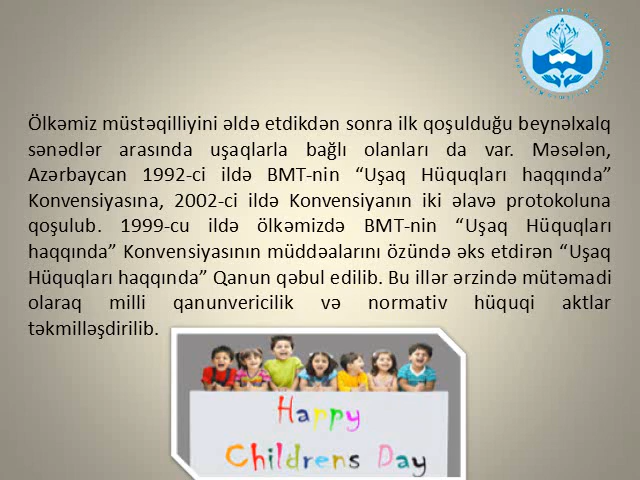 Ölkəmiz müstəqilliyini əldə etdikdən sonra ilk qoşulduğu beynəlxalq
sənədlər arasında uşaqlarla bağlı olanları da var. Məsələn,
Azərbaycan 1992-ci ildə BMT-nin “Uşaq Hüquqları haqqında”
Konvensiyasına, 2002-ci ildə Konvensiyanın iki əlavə protokoluna
qoşulub. 1999-cu ildə ölkəmizdə BMT-nin “Uşaq Hüquqları
haqqında” Konvensiyasının müddəalarını özündə əks etdirən “Uşaq
Hüquqları haqqında” Qanun qəbul edilib. Bu illər ərzində mütəmadi
olaraq milli qanunvericilik və normativ hüquqi aktlar
təkmilləşdirilib.
Happy
Childrens Day